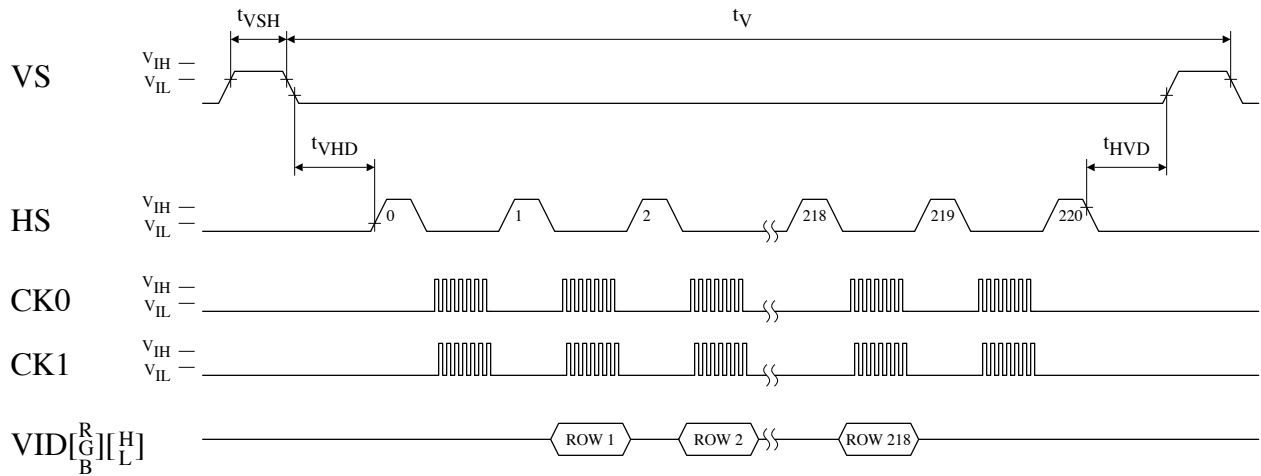 tVSH tV
VS VIH
VIL
tVHD tHVD
HS VIH
VIL 0 1 2 218 219 220
CK0 VIH
VIL
CK1 VIH
VIL
VID[R G B][H L] ROW 1 ROW 2 ROW 218